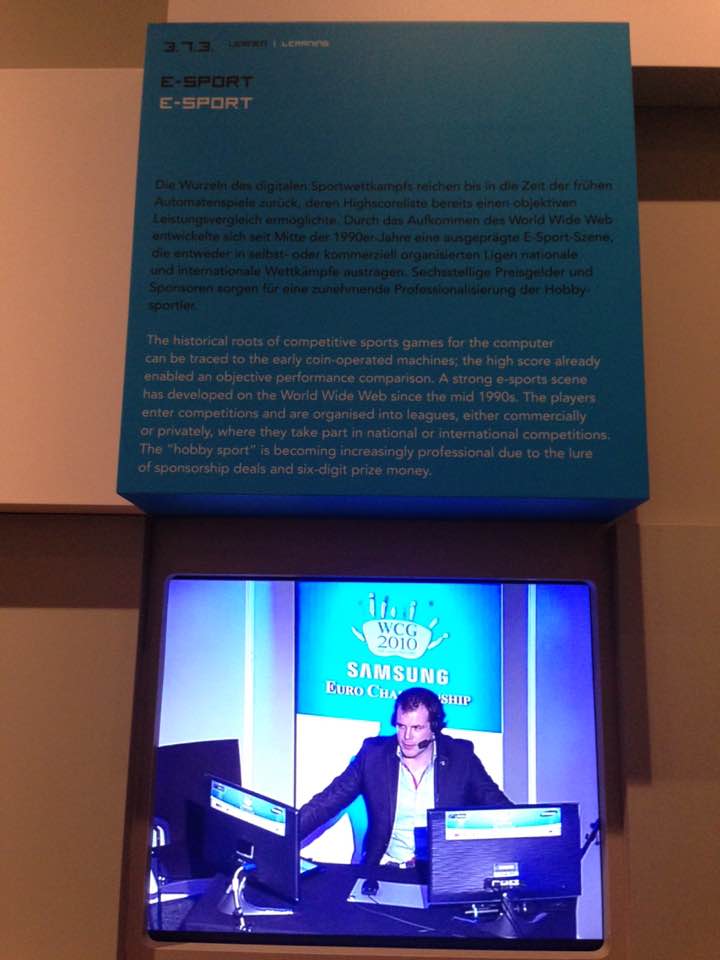 3.7.3. LERNEN | LEARNING
E-SPORT
E-SPORT
Die Wurzeln des digitalen Sportwettkampfs reichen bis in die Zeit der frühen
Automatenspiele zurück, deren Highscoreliste bereits einen objektiven
Leistungsvergleich ermöglichte. Durch das Aufkommen des World Wide Web
entwickelte sich seit Mitte der 1990er-Jahre eine ausgeprägte E-Sport-Szene,
die entweder in selbst- oder kommerziell organisierten Ligen nationale
und internationale Wettkämpfe austragen. Sechsstellige Preisgelder und
Sponsoren sorgen für eine zunehmende Professionalisierung der Hobby-
sportler.
The historical roots of competitive sports games for the computer
can be traced to the early coin-operated machines; the high score already
enabled an objective performance comparison. A strong e-sports scene
has developed on the World Wide Web since the mid 1990s. The players
enter competitions and are organised into leagues, either commercially
or privately, where they take part in national or international competitions.
The "hobby sport" is becoming increasingly professional due to the lure
of sponsorship deals and six-digit prize money.
WCG
2010
SAMSUNG
EURO CHA SHIP